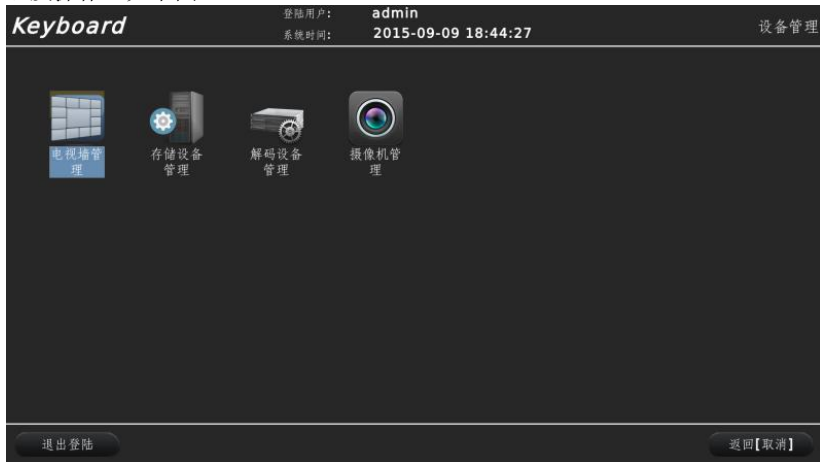 Keyboard
登陆用户: admin
系统时间: 2015-09-09 18:44:27
设备管理
电视墙管
理
存储设备
管理
解码设备
管理
摄像机管
理
退出登陆
返回[取消]